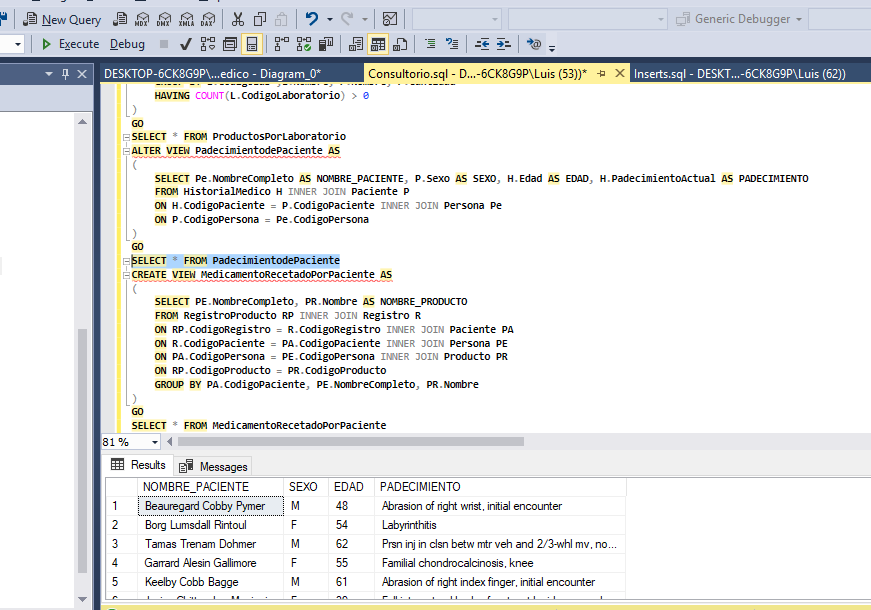 New Query MDX DMX XMLA DAX Generic Debugger
Execute Debug
DESKTOP-6CK8G9P\...edico - Diagram_0* Consultorio.sql - D...-6CK8G9P\Luis (53))* Inserts.sql - DESKT...-6CK8G9P\Luis (62))
HAVING COUNT(L.CodigoLaboratorio) > 0
)
GO
SELECT * FROM ProductosPorLaboratorio
ALTER VIEW PadecimientodePaciente AS
(
SELECT Pe.NombreCompleto AS NOMBRE_PACIENTE, P.Sexo AS SEXO, H.Edad AS EDAD, H.PadecimientoActual AS PADECIMIENTO
FROM HistorialMedico H INNER JOIN Paciente P
ON H.CodigoPaciente = P.CodigoPaciente INNER JOIN Persona Pe
ON P.CodigoPersona = Pe.CodigoPersona
)
GO
SELECT * FROM PadecimientodePaciente
CREATE VIEW MedicamentoRecetadoPorPaciente AS
(
SELECT PE.NombreCompleto, PR.Nombre AS NOMBRE_PRODUCTO
FROM RegistroProducto RP INNER JOIN Registro R
ON RP.CodigoRegistro = R.CodigoRegistro INNER JOIN Paciente PA
ON R.CodigoPaciente = PA.CodigoPaciente INNER JOIN Persona PE
ON PA.CodigoPersona = PE.CodigoPersona INNER JOIN Producto PR
ON RP.CodigoProducto = PR.CodigoProducto
GROUP BY PA.CodigoPaciente, PE.NombreCompleto, PR.Nombre
)
GO
SELECT * FROM MedicamentoRecetadoPorPaciente
81 %
Results Messages
NOMBRE_PACIENTE SEXO EDAD PADECIMIENTO
1 Beauregard Cobby Pymer M 48 Abrasion of right wrist, initial encounter
2 Borg Lumsdall Rintoul F 54 Labyrinthitis
3 Tamas Trenam Dohmer M 62 Prsn inj in clsn betw mtr veh and 2/3-whl mv, no...
4 Garrard Alesin Gallimore F 55 Familial chondrocalcinosis, knee
5 Keelby Cobb Bagge M 61 Abrasion of right index finger, initial encounter